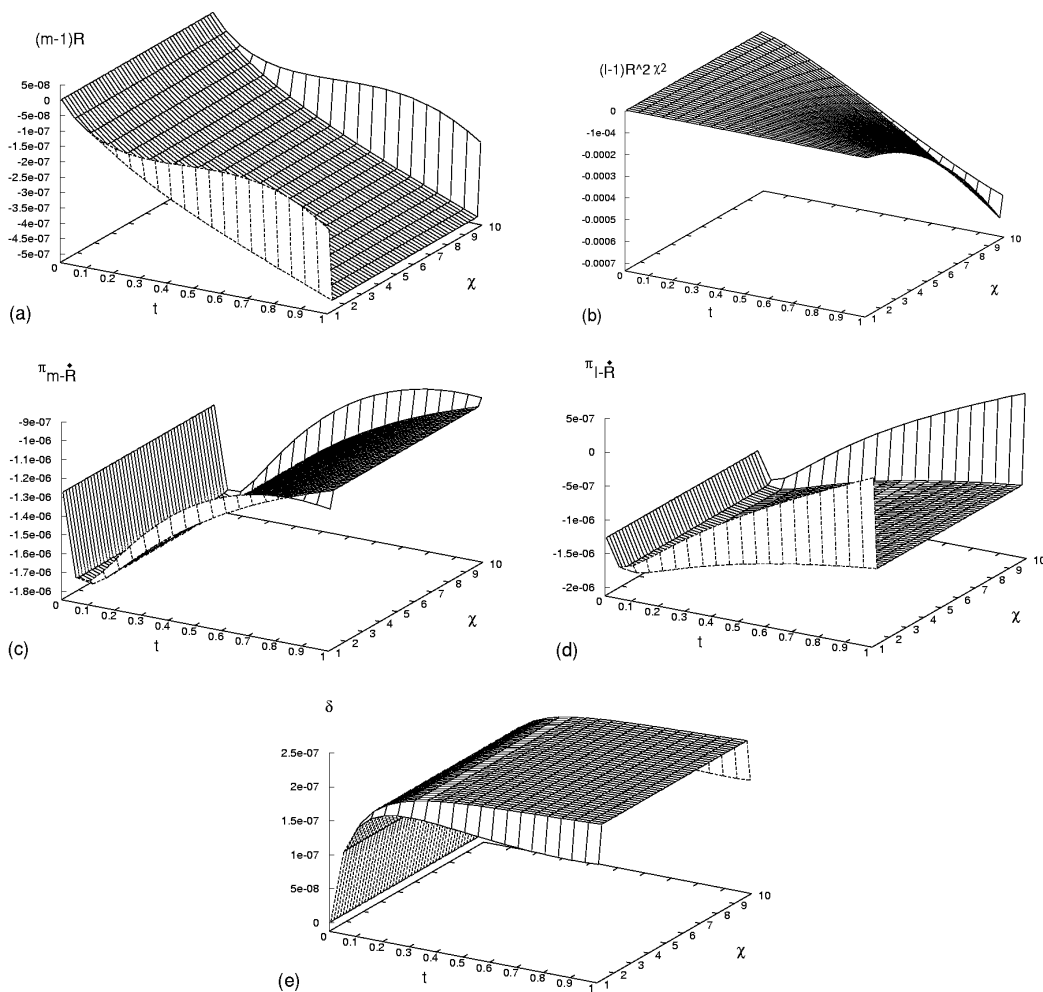 (m-1)R
5e-08
0
-5e-08
-1e-07
-1.5e-07
-2e-07
-2.5e-07
-3e-07
-3.5e-07
-4e-07
-4.5e-07
-5e-07
0
0.1
0.2
0.3
0.4
0.5
0.6
0.7
0.8
0.9
1
t
1
2
3
4
5
6
7
8
9
10
χ
(a)
(l-1)R^2 χ^2
0
-1e-04
-0.0002
-0.0003
-0.0004
-0.0005
-0.0006
-0.0007
0
0.1
0.2
0.3
0.4
0.5
0.6
0.7
0.8
0.9
1
t
1
2
3
4
5
6
7
8
9
10
χ
(b)
π m-Ṙ
-9e-07
-1e-06
-1.1e-06
-1.2e-06
-1.3e-06
-1.4e-06
-1.5e-06
-1.6e-06
-1.7e-06
-1.8e-06
0
0.1
0.2
0.3
0.4
0.5
0.6
0.7
0.8
0.9
1
t
1
2
3
4
5
6
7
8
9
10
χ
(c)
π l-Ṙ
5e-07
0
-5e-07
-1e-06
-1.5e-06
-2e-06
0
0.1
0.2
0.3
0.4
0.5
0.6
0.7
0.8
0.9
1
t
1
2
3
4
5
6
7
8
9
10
χ
(d)
δ
2.5e-07
2e-07
1.5e-07
1e-07
5e-08
0
0
0.1
0.2
0.3
0.4
0.5
0.6
0.7
0.8
0.9
1
t
1
2
3
4
5
6
7
8
9
10
χ
(e)